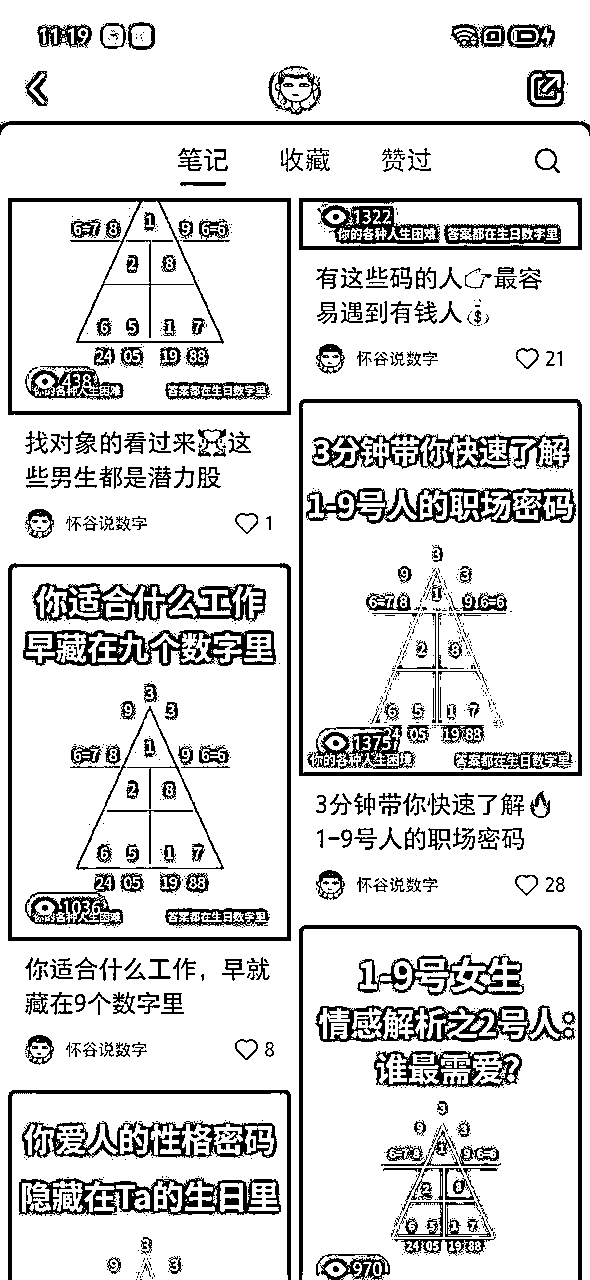 11:19
笔记 收藏 赞过
6=7 8 1 9 6=6
2 8
6 5 1 7
24 05 19 88
438
你的各种人生困难 答案都在生日数字里
找对象的看过来这
些男生都是潜力股
怀谷说数字 1
你适合什么工作
早藏在九个数字里
3
9 3
6=7 8 1 9 6=6
2 8
6 5 1 7
24 05 19 88
1036
你的各种人生困难 答案都在生日数字里
你适合什么工作，早就
藏在9个数字里
怀谷说数字 8
你爱人的性格密码
隐藏在Ta的生日里
3
9 3
1322
你的各种人生困难 答案都在生日数字里
有这些码的人👉最容
易遇到有钱人💰
怀谷说数字 21
3分钟带你快速了解
1-9号人的职场密码
3
9 3
6=7 8 1 9 6=6
2 8
6 5 1 7
24 05 19 88
13757
你的各种人生困难 答案都在生日数字里
3分钟带你快速了解🔥
1-9号人的职场密码
怀谷说数字 28
1-9号女生
情感解析之2号人：
谁最需爱？
3
9 3
6=7 8 1 9 6=6
2 8
6 5 1 7
24 05 19 88
970